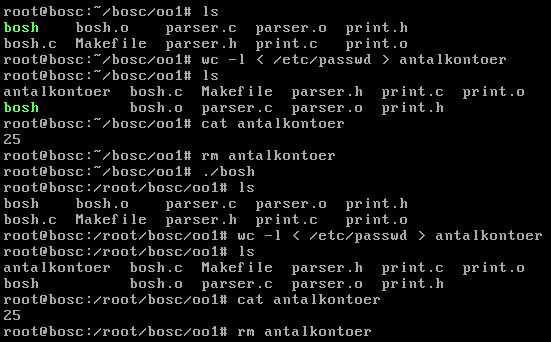 root@bosc:~/bosc/oo1# ls
bosh     bosh.o    parser.c  parser.o  print.h
bosh.c  Makefile  parser.h  print.c   print.o
root@bosc:~/bosc/oo1# wc -l < /etc/passwd > antalkontoer
root@bosc:~/bosc/oo1# ls
antalkontoer  bosh.c  Makefile  parser.h  print.c  print.o
bosh          bosh.o  parser.c  parser.o  print.h
root@bosc:~/bosc/oo1# cat antalkontoer
25
root@bosc:~/bosc/oo1# rm antalkontoer
root@bosc:~/bosc/oo1# ./bosh
root@bosc:/root/bosc/oo1# ls
bosh    bosh.o    parser.c  parser.o  print.h
bosh.c  Makefile  parser.h  print.c   print.o
root@bosc:/root/bosc/oo1# wc -l < /etc/passwd > antalkontoer
root@bosc:/root/bosc/oo1# ls
antalkontoer  bosh.c  Makefile  parser.h  print.c  print.o
bosh          bosh.o  parser.c  parser.o  print.h
root@bosc:/root/bosc/oo1# cat antalkontoer
25
root@bosc:/root/bosc/oo1# rm antalkontoer